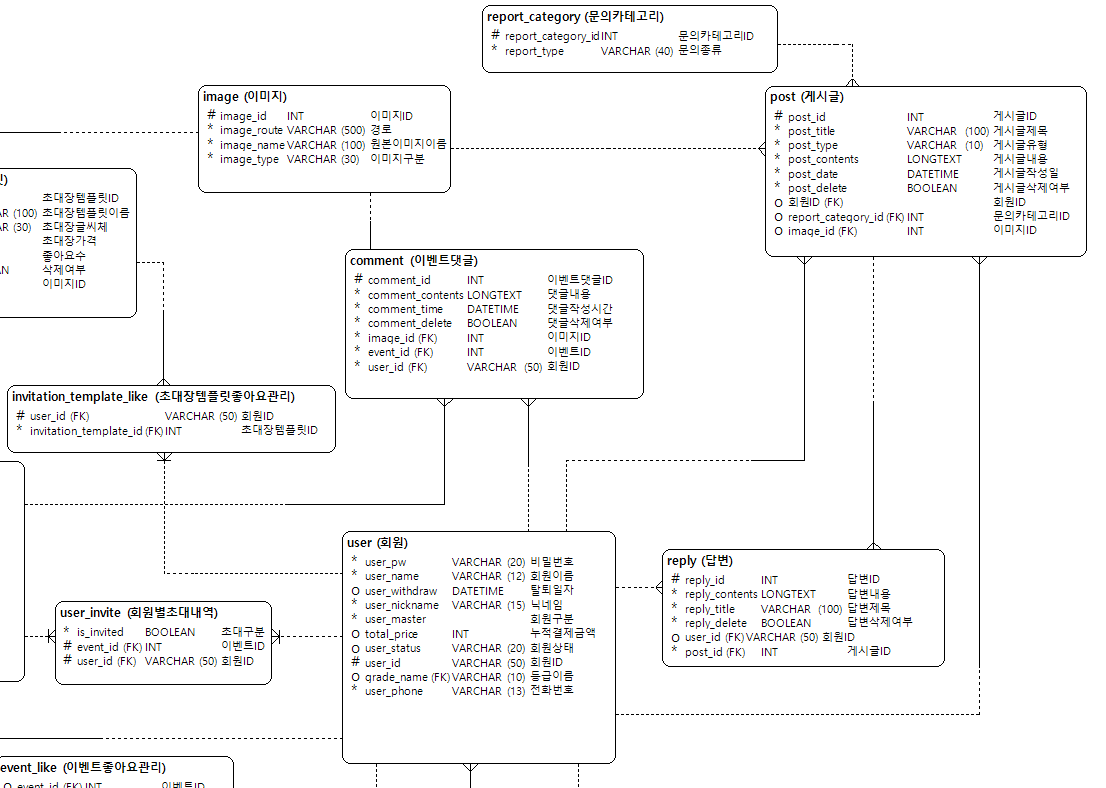 report_category (문의카테고리)
# report_category_id INT 문의카테고리ID
* report_type VARCHAR (40) 문의종류
image (이미지)
# image_id INT 이미지ID
* image_route VARCHAR (500) 경로
* image_name VARCHAR (100) 원본이미지이름
* image_type VARCHAR (30) 이미지구분
post (게시글)
# post_id INT 게시글ID
* post_title VARCHAR (100) 게시글제목
* post_type VARCHAR (10) 게시글유형
* post_contents LONGTEXT 게시글내용
* post_date DATETIME 게시글작성일
* post_delete BOOLEAN 게시글삭제여부
O 회원ID (FK) 회원ID
O report_category_id (FK) INT 문의카테고리ID
O image_id (FK) INT 이미지ID
)
초대장템플릿ID
AR (100) 초대장템플릿이름
AR (30) 초대장글씨체
초대장가격
좋아요수
AN 삭제여부
이미지ID
comment (이벤트댓글)
# comment_id INT 이벤트댓글ID
* comment_contents LONGTEXT 댓글내용
* comment_time DATETIME 댓글작성시간
* comment_delete BOOLEAN 댓글삭제여부
* image_id (FK) INT 이미지ID
* event_id (FK) INT 이벤트ID
* user_id (FK) VARCHAR (50) 회원ID
invitation_template_like (초대장템플릿좋아요관리)
# user_id (FK) VARCHAR (50) 회원ID
* invitation_template_id (FK) INT 초대장템플릿ID
user (회원)
* user_pw VARCHAR (20) 비밀번호
* user_name VARCHAR (12) 회원이름
O user_withdraw DATETIME 탈퇴일자
* user_nickname VARCHAR (15) 닉네임
* user_master 회원구분
O total_price INT 누적결제금액
O user_status VARCHAR (20) 회원상태
# user_id VARCHAR (50) 회원ID
O grade_name (FK) VARCHAR (10) 등급이름
* user_phone VARCHAR (13) 전화번호
reply (답변)
# reply_id INT 답변ID
* reply_contents LONGTEXT 답변내용
* reply_title VARCHAR (100) 답변제목
* reply_delete BOOLEAN 답변삭제여부
O user_id (FK) VARCHAR (50) 회원ID
* post_id (FK) INT 게시글ID
user_invite (회원별초대내역)
* is_invited BOOLEAN 초대구분
# event_id (FK) INT 이벤트ID
# user_id (FK) VARCHAR (50) 회원ID
event_like (이벤트좋아요관리)
O event_id (FK) INT 이벤트ID